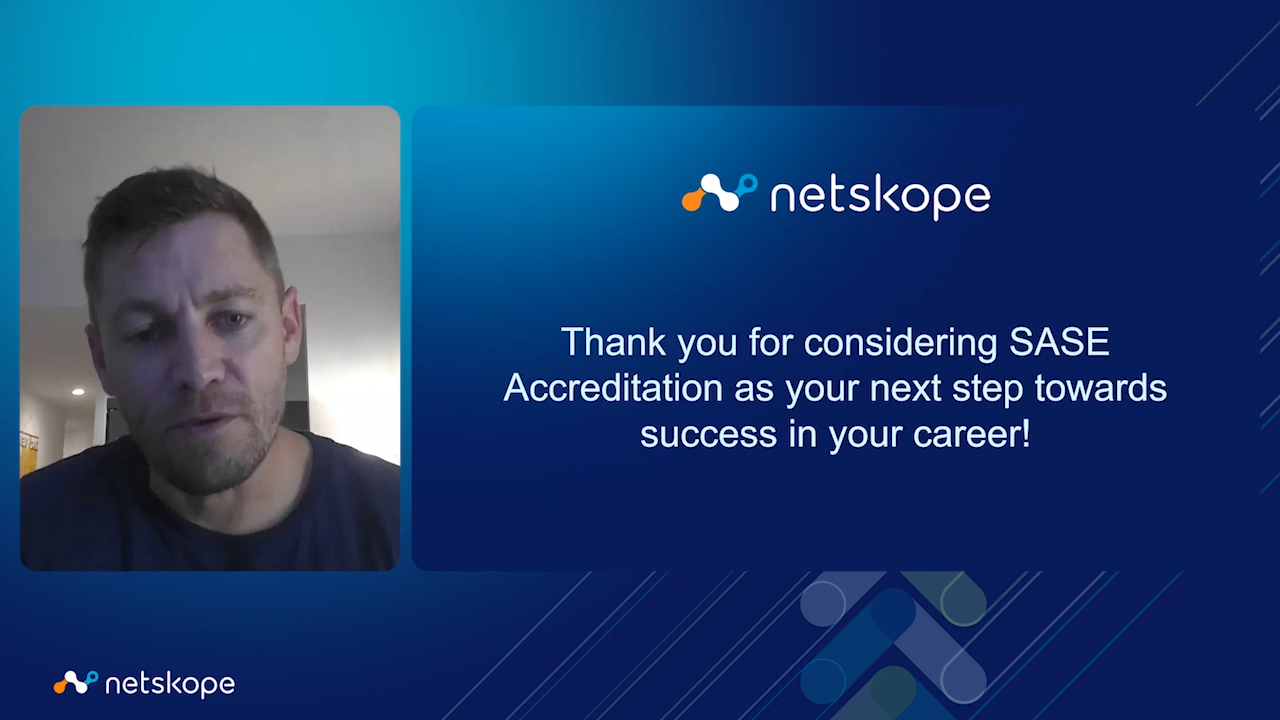 netskope
Thank you for considering SASE
Accreditation as your next step towards
success in your career!
netskope